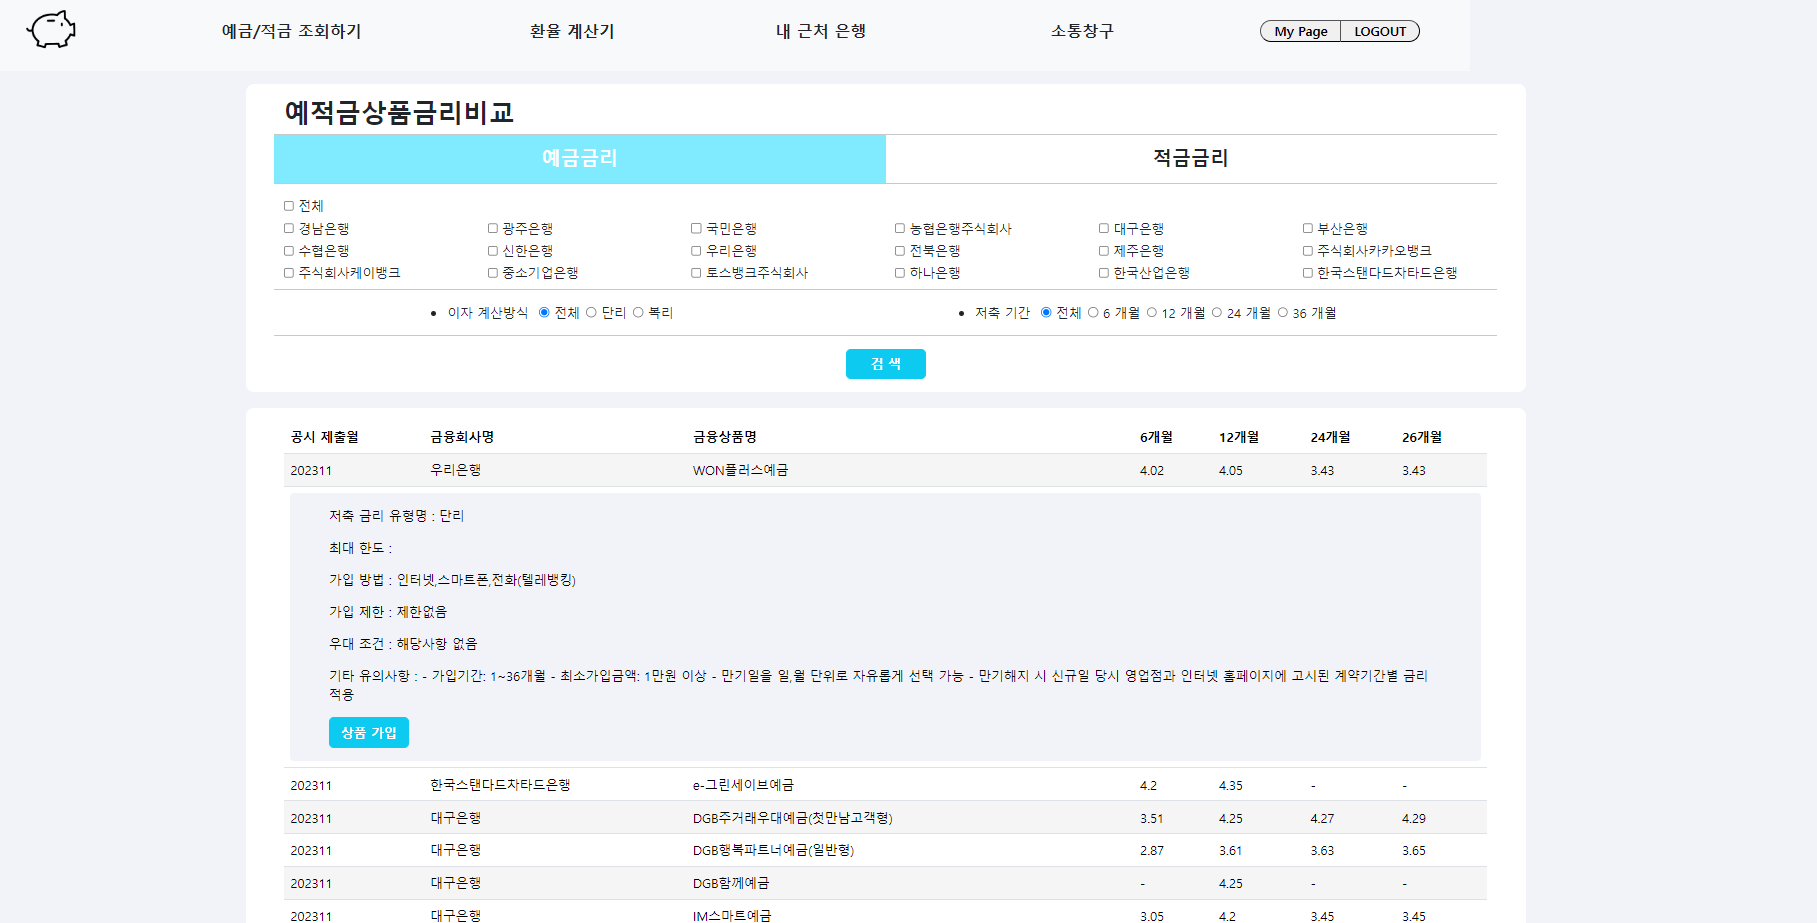 예금/적금 조회하기 환율 계산기 내 근처 은행 소통창구 My Page LOGOUT
예적금상품금리비교
예금금리 적금금리
전체
경남은행 광주은행 국민은행 농협은행주식회사 대구은행 부산은행
수협은행 신한은행 우리은행 전북은행 제주은행 주식회사카카오뱅크
주식회사케이뱅크 중소기업은행 토스뱅크주식회사 하나은행 한국산업은행 한국스탠다드차타드은행
• 이자 계산방식 전체 단리 복리 • 저축 기간 전체 6 개월 12 개월 24 개월 36 개월
검 색
공시 제출월 금융회사명 금융상품명 6개월 12개월 24개월 26개월
202311 우리은행 WON플러스예금 4.02 4.05 3.43 3.43
저축 금리 유형명 : 단리
최대 한도 :
가입 방법 : 인터넷,스마트폰,전화(텔레뱅킹)
가입 제한 : 제한없음
우대 조건 : 해당사항 없음
기타 유의사항 : - 가입기간: 1~36개월 - 최소가입금액: 1만원 이상 - 만기일을 일,월 단위로 자유롭게 선택 가능 - 만기해지 시 신규일 당시 영업점과 인터넷 홈페이지에 고시된 계약기간별 금리
적용
상품 가입
202311 한국스탠다드차타드은행 e-그린세이브예금 4.2 4.35 - -
202311 대구은행 DGB주거래우대예금(첫만남고객형) 3.51 4.25 4.27 4.29
202311 대구은행 DGB행복파트너예금(일반형) 2.87 3.61 3.63 3.65
202311 대구은행 DGB함께예금 - 4.25 - -
202311 대구은행 IM스마트예금 3.05 4.2 3.45 3.45